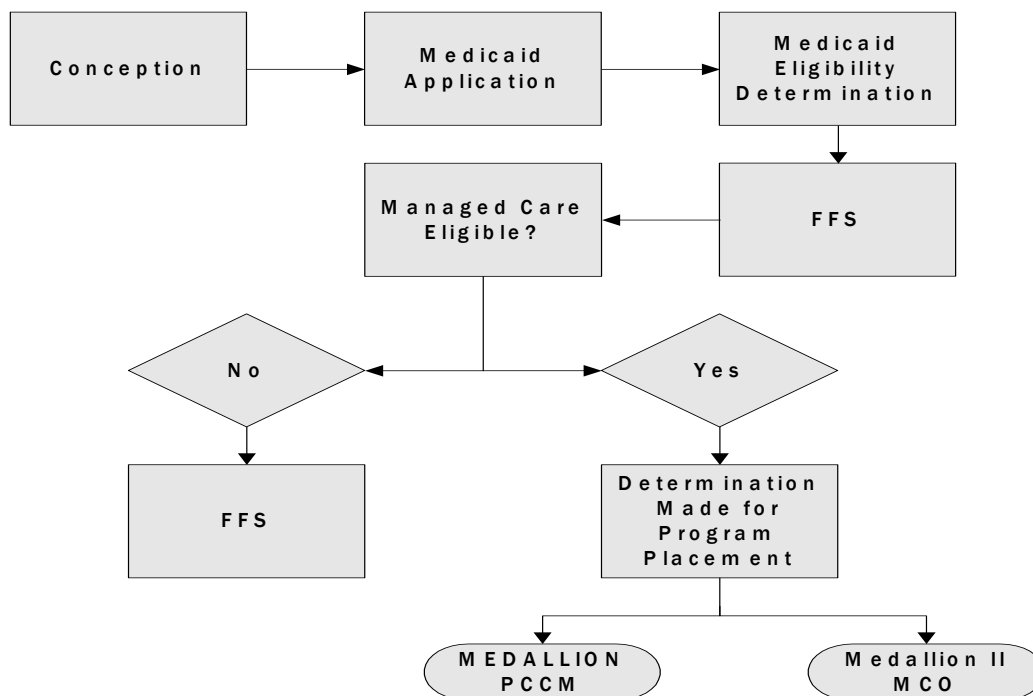 Conception
Medicaid
Application
Medicaid
Eligibility
Determination
Managed Care
Eligible?
FFS
No
Yes
FFS
Determination
Made for
Program
Placement
MEDALLION
PCCM
Medallion II
MCO